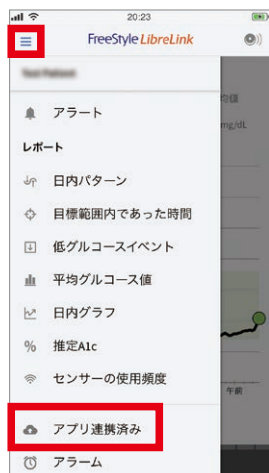 20:23
FreeStyle LibreLink
アラート
レポート
日内パターン
目標範囲内であった時間
低グルコースイベント
平均グルコース値
日内グラフ
% 推定A1c
センサーの使用頻度
アプリ連携済み
アラーム
均値
mg/dL
午前